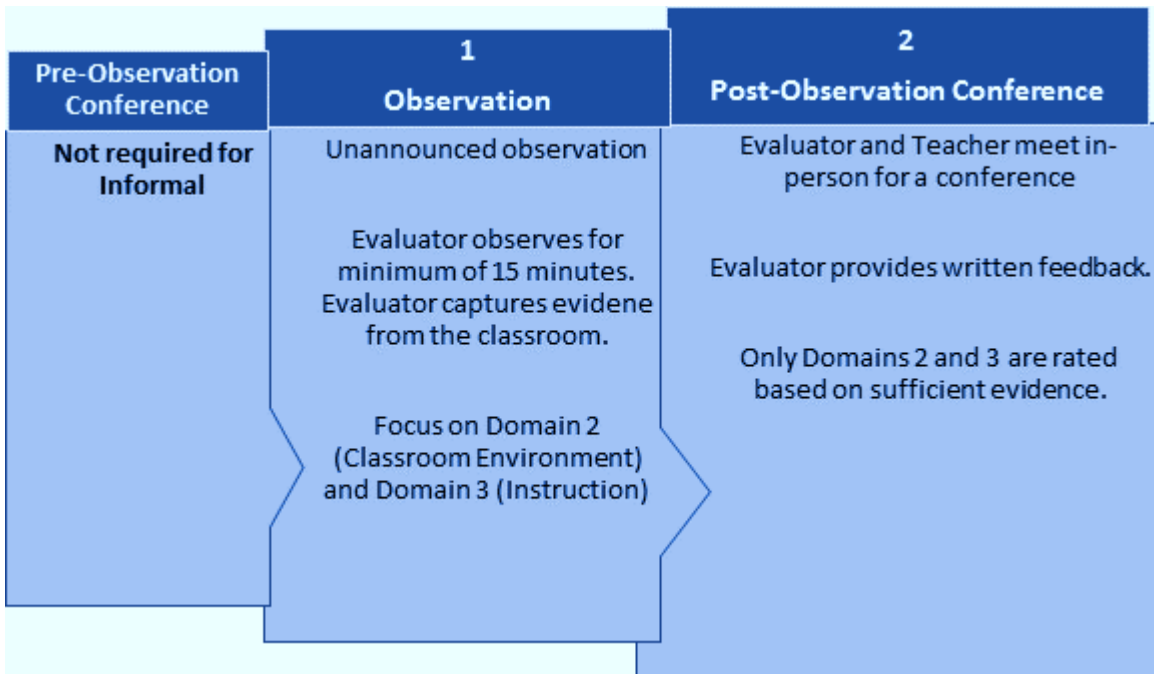 Pre-Observation
Conference
Not required for
Informal
1
Observation
Unannounced observation
Evaluator observes for
minimum of 15 minutes.
Evaluator captures evidene
from the classroom.
Focus on Domain 2
(Classroom Environment)
and Domain 3 (Instruction)
2
Post-Observation Conference
Evaluator and Teacher meet in-
person for a conference
Evaluator provides written feedback.
Only Domains 2 and 3 are rated
based on sufficient evidence.